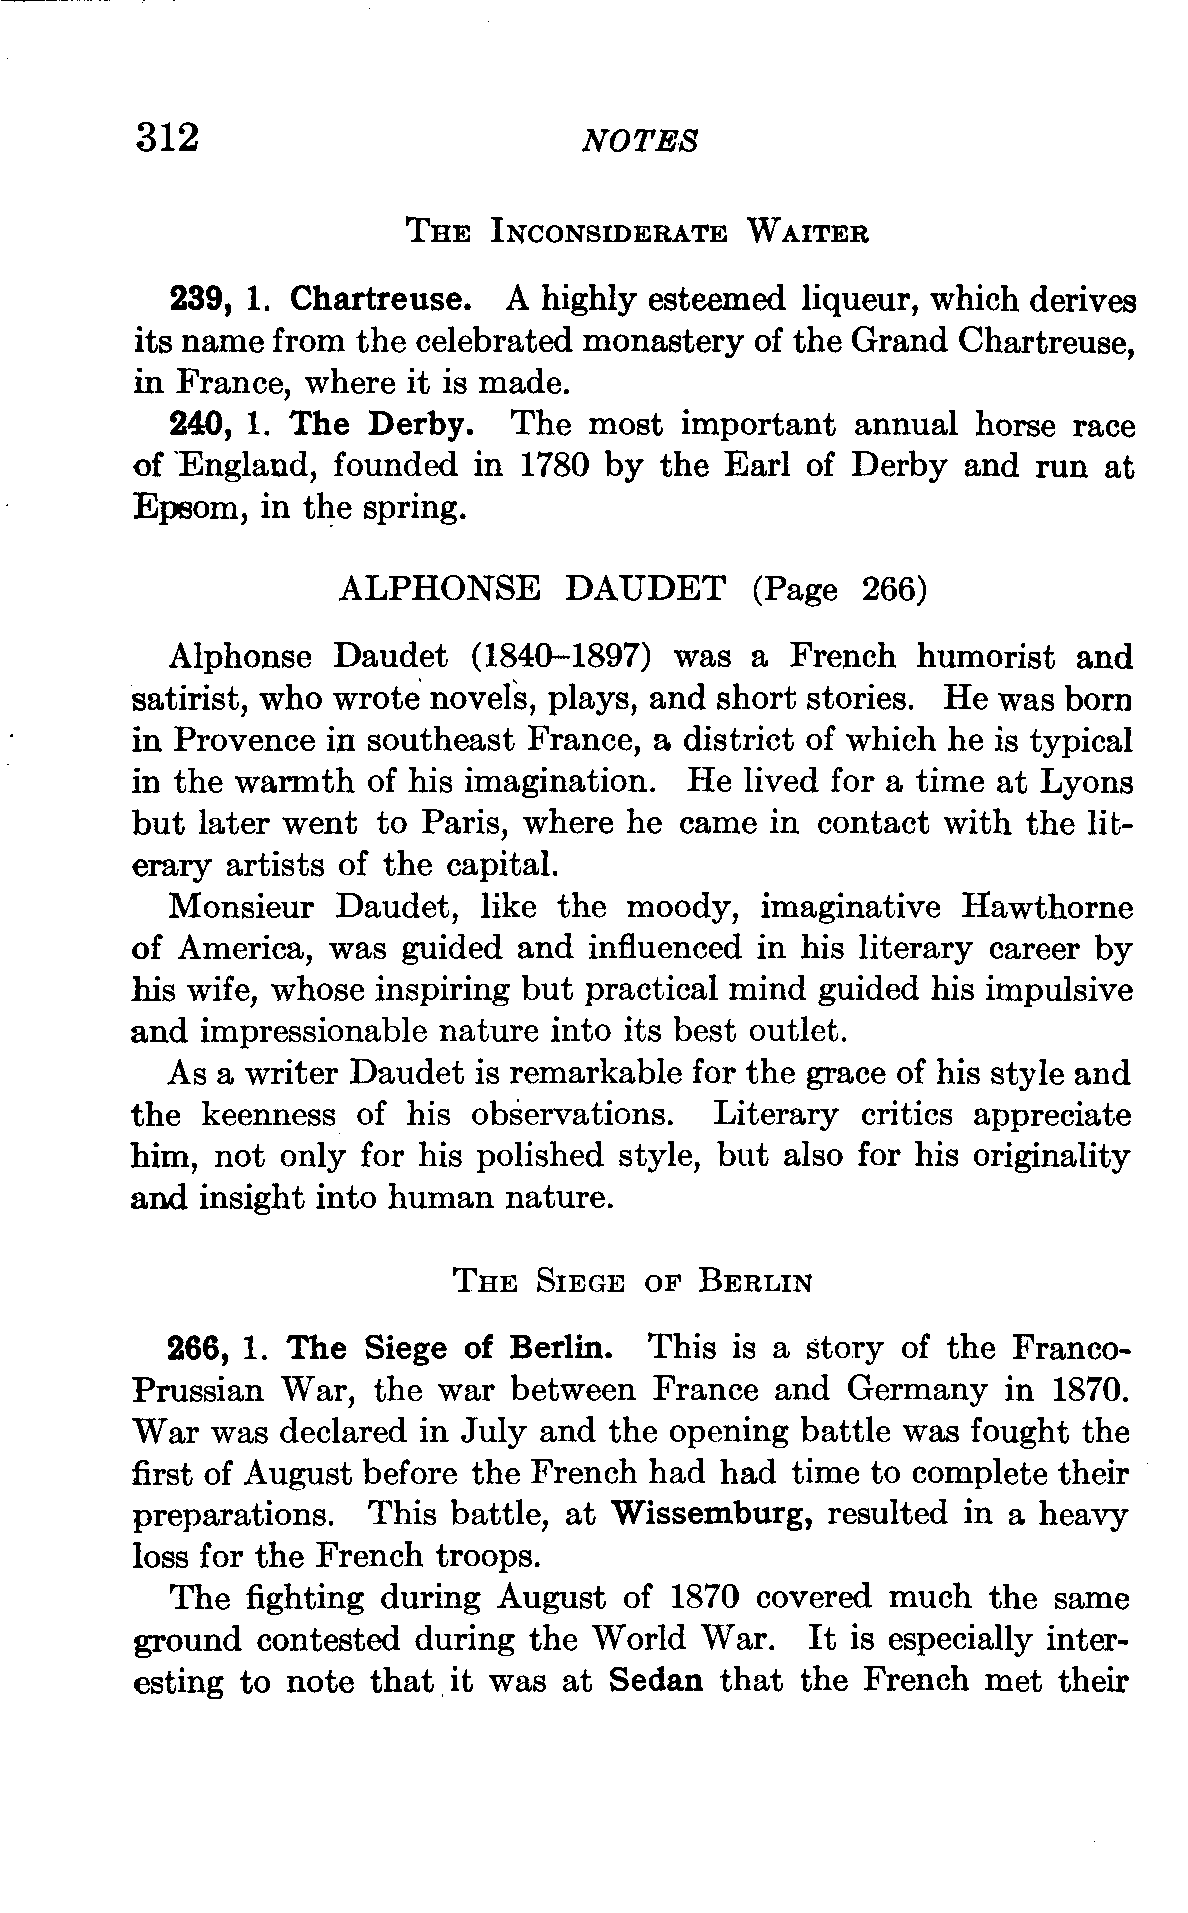 312 NOTES
THE INCONSIDERATE WAITER
239, 1. Chartreuse. A highly esteemed liqueur, which derives
its name from the celebrated monastery of the Grand Chartreuse,
in France, where it is made.
240, 1. The Derby. The most important annual horse race
of England, founded in 1780 by the Earl of Derby and run at
Epsom, in the spring.
ALPHONSE DAUDET (Page 266)
Alphonse Daudet (1840–1897) was a French humorist and
satirist, who wrote novels, plays, and short stories. He was born
in Provence in southeast France, a district of which he is typical
in the warmth of his imagination. He lived for a time at Lyons
but later went to Paris, where he came in contact with the lit-
erary artists of the capital.
Monsieur Daudet, like the moody, imaginative Hawthorne
of America, was guided and influenced in his literary career by
his wife, whose inspiring but practical mind guided his impulsive
and impressionable nature into its best outlet.
As a writer Daudet is remarkable for the grace of his style and
the keenness of his observations. Literary critics appreciate
him, not only for his polished style, but also for his originality
and insight into human nature.
THE SIEGE OF BERLIN
266, 1. The Siege of Berlin. This is a story of the Franco-
Prussian War, the war between France and Germany in 1870.
War was declared in July and the opening battle was fought the
first of August before the French had had time to complete their
preparations. This battle, at Wissemburg, resulted in a heavy
loss for the French troops.
The fighting during August of 1870 covered much the same
ground contested during the World War. It is especially inter-
esting to note that it was at Sedan that the French met their